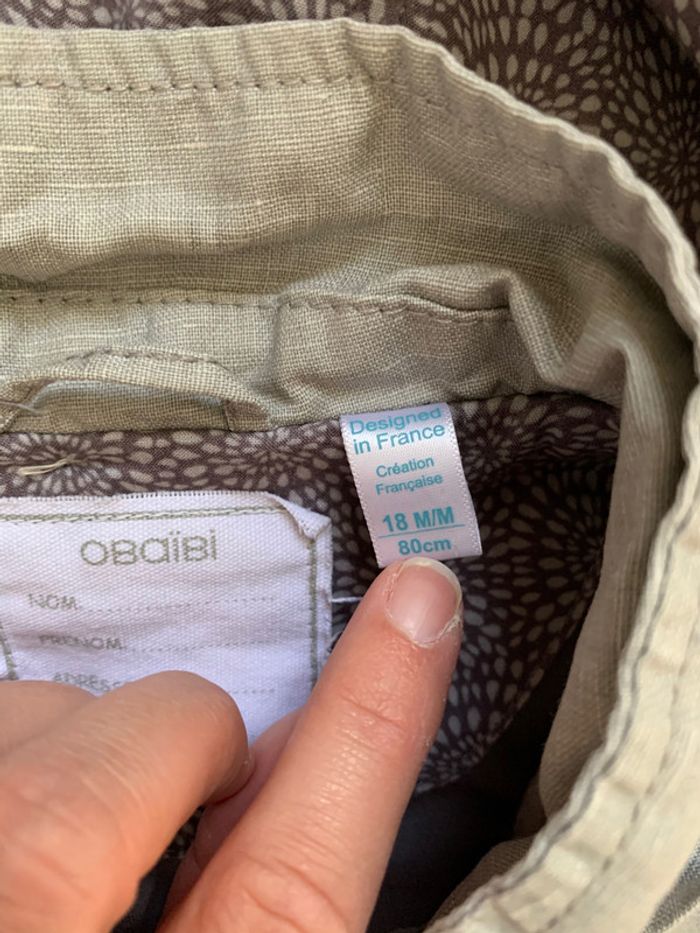 Designed
in France
Création
Française
18 M/M
80cm
OBaïBi
NOM
PRENOM